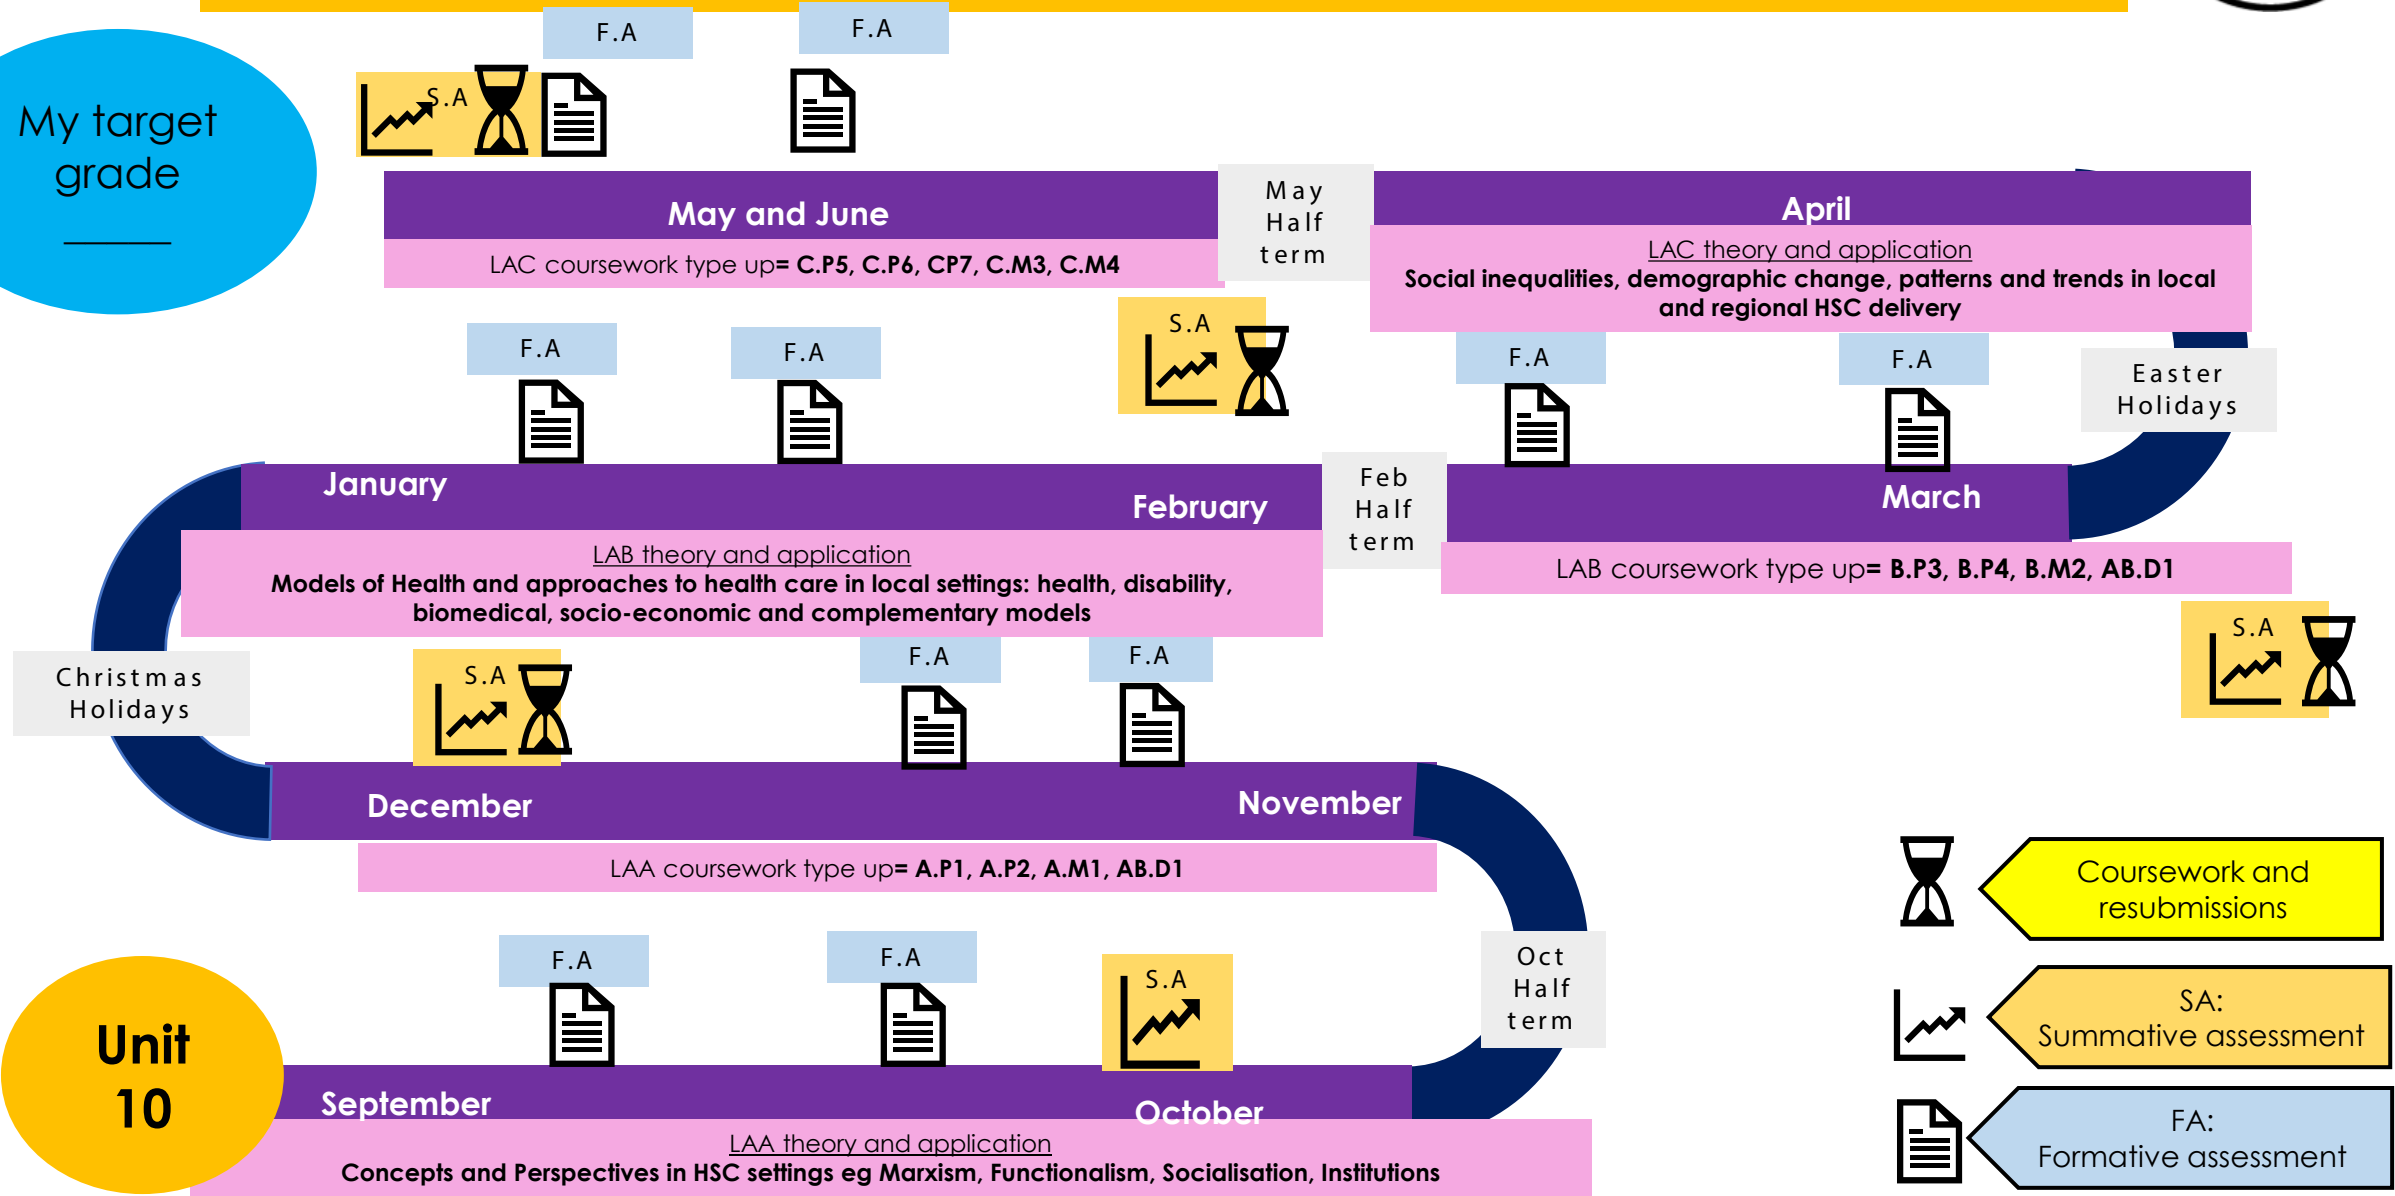 F.A
F.A
My target
grade
S.A
May and June
May
Half
term
April
LAC coursework type up= C.P5, C.P6, CP7, C.M3, C.M4
LAC theory and application
Social inequalities, demographic change, patterns and trends in local
and regional HSC delivery
F.A
F.A
S.A
F.A
F.A
Easter
Holidays
January
February
Feb
Half
term
March
LAB theory and application
Models of Health and approaches to health care in local settings: health, disability,
biomedical, socio-economic and complementary models
LAB coursework type up= B.P3, B.P4, B.M2, AB.D1
S.A
Christmas
Holidays
S.A
F.A
F.A
December
November
LAA coursework type up= A.P1, A.P2, A.M1, AB.D1
Coursework and
resubmissions
F.A
F.A
S.A
Oct
Half
term
SA:
Summative assessment
Unit
10
September
October
FA:
Formative assessment
LAA theory and application
Concepts and Perspectives in HSC settings eg Marxism, Functionalism, Socialisation, Institutions